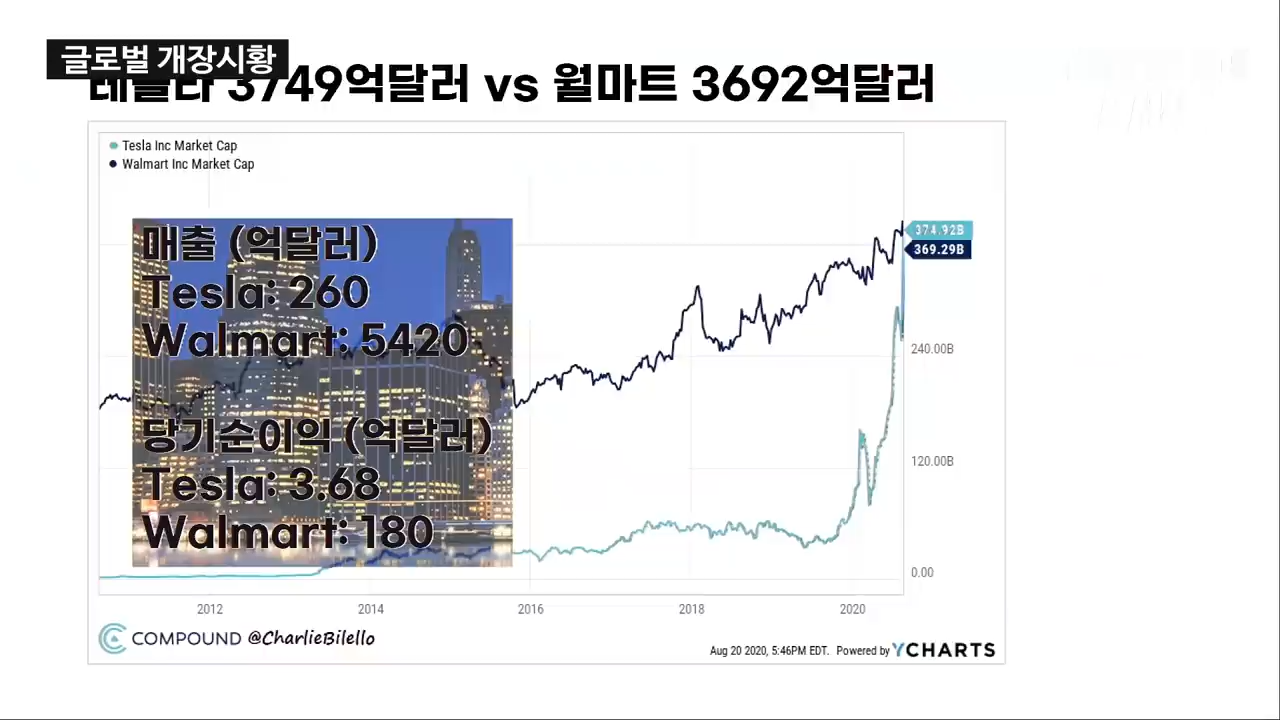 글로벌 개장시황
테슬라 3749억달러 vs 월마트 3692억달러
Tesla Inc Market Cap
Walmart Inc Market Cap
매출 (억달러)
Tesla: 260
Walmart: 5420
당기순이익 (억달러)
Tesla: 3.68
Walmart: 180
374.92B
369.29B
240.00B
120.00B
0.00
2012 2014 2016 2018 2020
COMPOUND @CharlieBilello
Aug 20 2020, 5:46PM EDT. Powered by YCHARTS